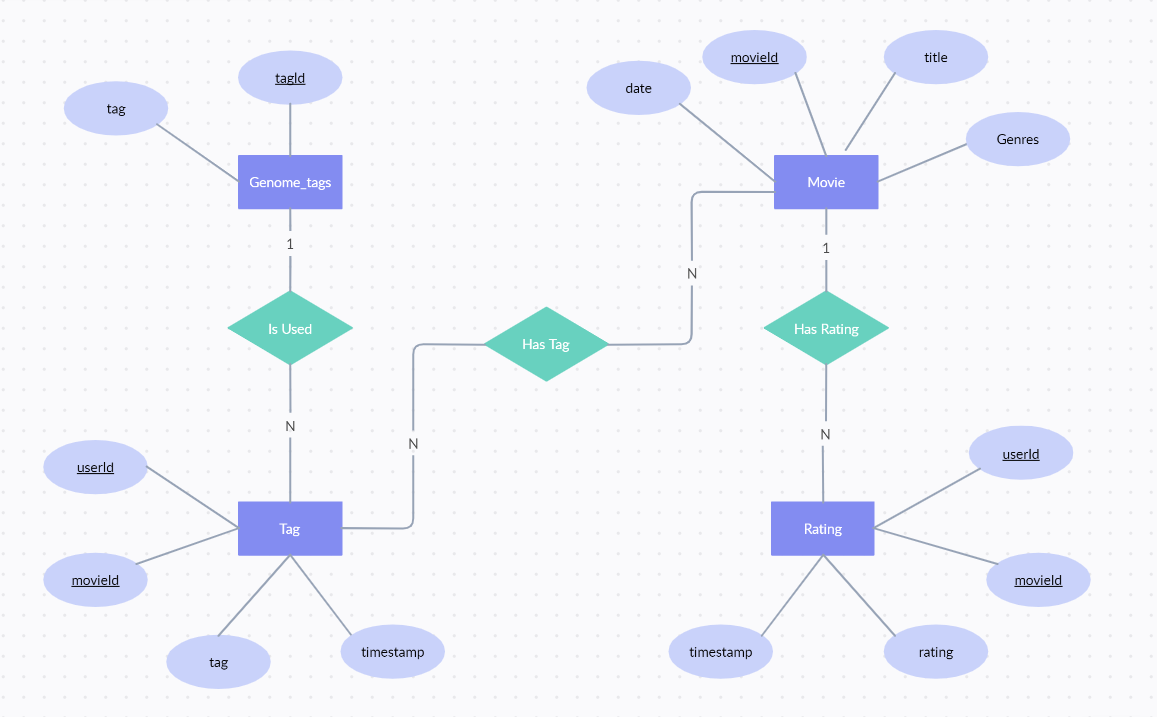 movieId
title
date
tagId
tag
Genres
Genome_tags
Movie
1
1
N
Is Used
Has Rating
Has Tag
N
N
N
userId
userId
Tag
Rating
movieId
movieId
timestamp
timestamp
rating
tag